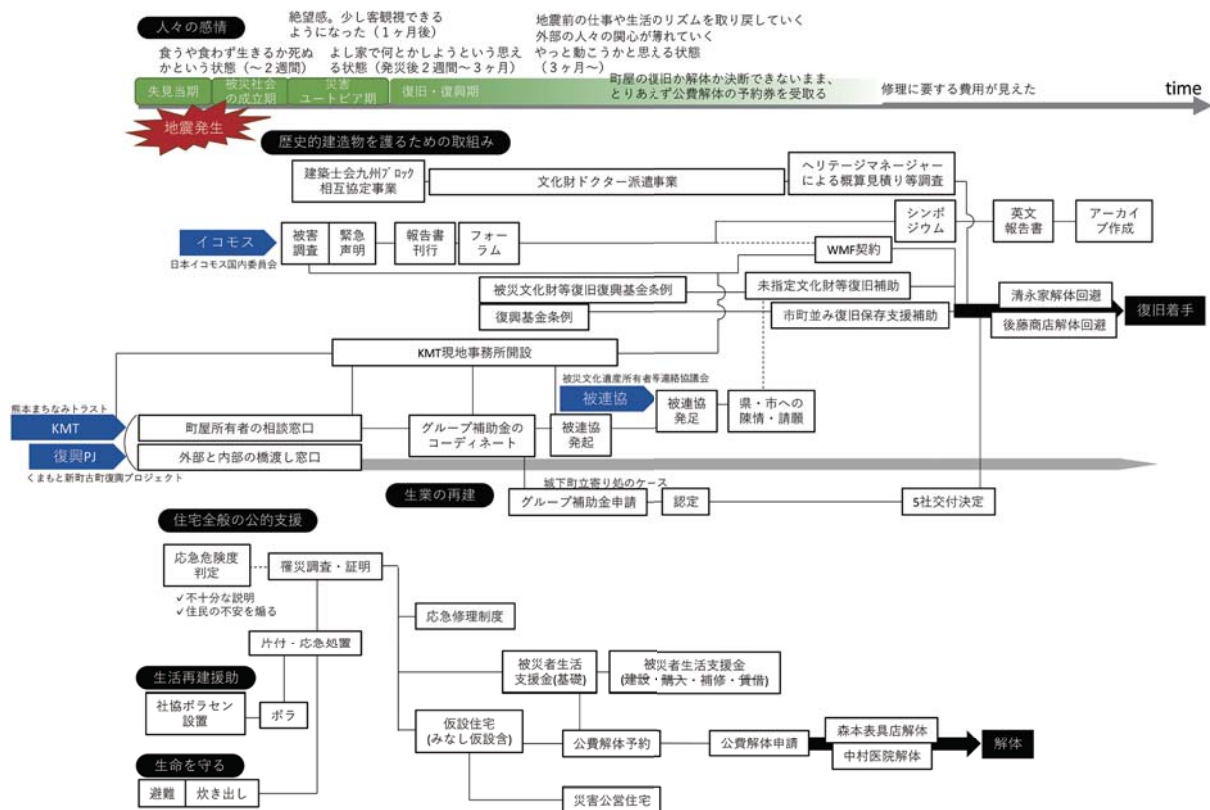 人々の感情
絶望感。少し客観視できる
ようになった（１ヶ月後）
食うや食わず生きるか死ぬ
かという状態（～２週間）
よし家で何とかしようという思え
る状態（発災後２週間～３ヶ月）
地震前の仕事や生活のリズムを取り戻していく
外部の人々の関心が薄れていく
やっと動こうかと思える状態
（３ヶ月～）
失見当期
被災社会
の成立期
災害
ユートピア期
復旧・復興期
町屋の復旧か解体か決断できないまま、
とりあえず公費解体の予約券を受取る
修理に要する費用が見えた
time
地震発生
歴史的建造物を護るための取組み
建築士会九州ﾌﾞﾛｯｸ
相互協定事業
文化財ドクター派遣事業
ヘリテージマネージャー
による概算見積り等調査
イコモス
日本イコモス国内委員会
被害
調査
緊急
声明
報告書
刊行
フォー
ラム
シンポ
ジウム
英文
報告書
アーカイ
ブ作成
WMF契約
被災文化財等復旧復興基金条例
未指定文化財等復旧補助
復興基金条例
市町並み復旧保存支援補助
清永家解体回避
後藤商店解体回避
復旧着手
KMT現地事務所開設
被災文化遺産所有者等連絡協議会
被連協
被連協
発足
県・市への
陳情・請願
熊本まちなみトラスト
KMT
復興PJ
くまもと新町古町復興プロジェクト
町屋所有者の相談窓口
外部と内部の橋渡し窓口
グループ補助金の
コーディネート
被連協
発起
生業の再建
城下町立寄り処のケース
グループ補助金申請
認定
5社交付決定
住宅全般の公的支援
応急危険度
判定
罹災調査・証明
✓不十分な説明
✓住民の不安を煽る
応急修理制度
片付・応急処置
生活再建援助
社協ボラセン
設置
ボラ
被災者生活
支援金(基礎)
被災者生活支援金
(建設・購入・補修・賃借)
仮設住宅
(みなし仮設含)
公費解体予約
公費解体申請
森本表具店解体
中村医院解体
解体
生命を守る
避難
炊き出し
災害公営住宅